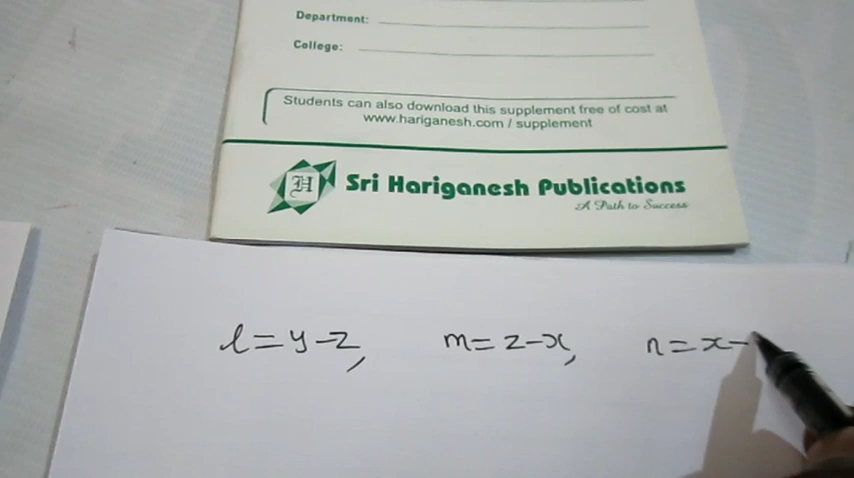 Department:
College:
Students can also download this supplement free of cost at
www.hariganesh.com / supplement
H Sri Hariganesh Publications
A Path to Success
l=y-z, m=z-x, n=x-